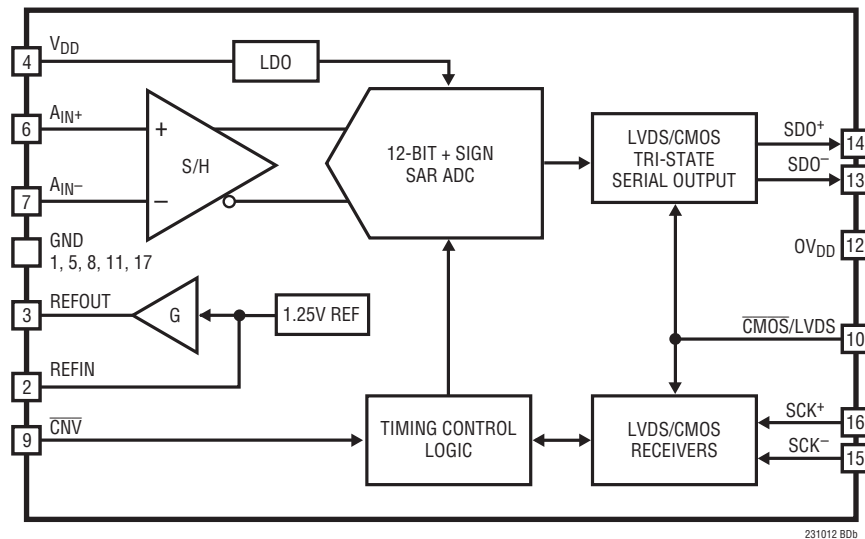 4
VDD
LDO
6
AIN+
+
S/H
7
AIN–
–
GND
1, 5, 8, 11, 17
12-BIT + SIGN
SAR ADC
LVDS/CMOS
TRI-STATE
SERIAL OUTPUT
SDO+
14
SDO–
13
OVDD
12
3
REFOUT
G
1.25V REF
2
REFIN
CMOS/LVDS
10
9
CNV
TIMING CONTROL
LOGIC
LVDS/CMOS
RECEIVERS
SCK+
16
SCK–
15
231012 BDb